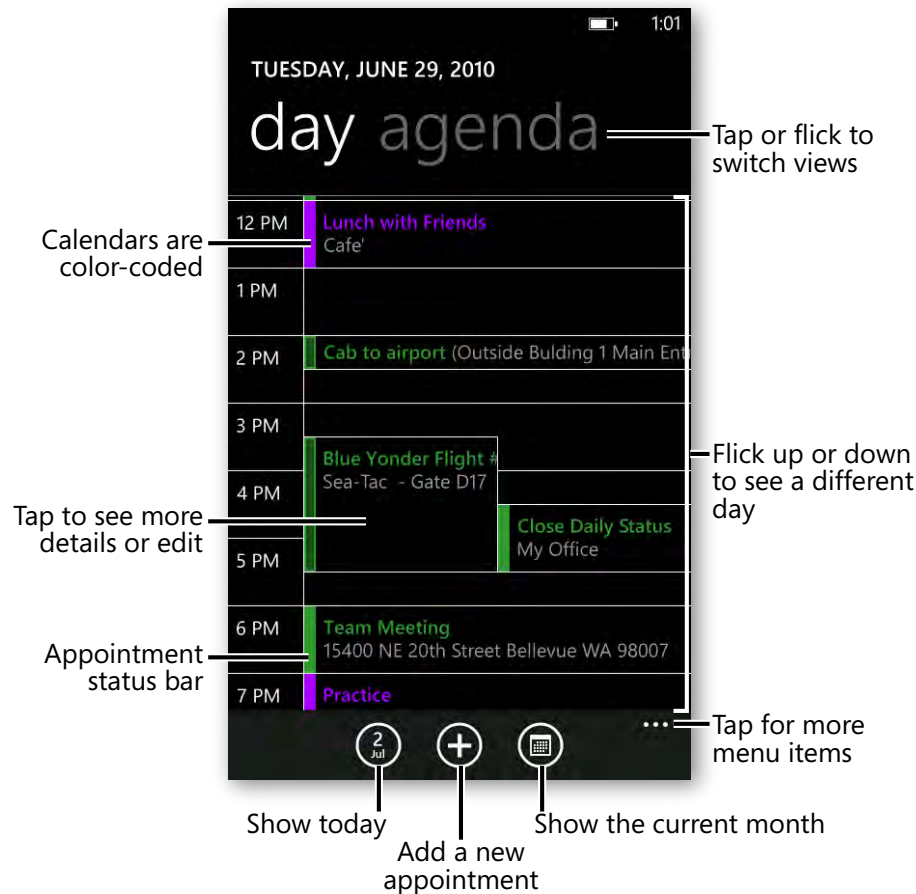 1:01
TUESDAY, JUNE 29, 2010
day agenda
Tap or flick to
switch views
12 PM
Lunch with Friends
Cafe'
Calendars are
color-coded
1 PM
2 PM
Cab to airport (Outside Bulding 1 Main Entr
3 PM
Blue Yonder Flight #
Sea-Tac - Gate D17
Flick up or down
to see a different
day
4 PM
Tap to see more
details or edit
Close Daily Status
My Office
5 PM
6 PM
Team Meeting
15400 NE 20th Street Bellevue WA 98007
Appointment
status bar
7 PM
Practice
...
Tap for more
menu items
2
Jul
Show today
Add a new
appointment
Show the current month